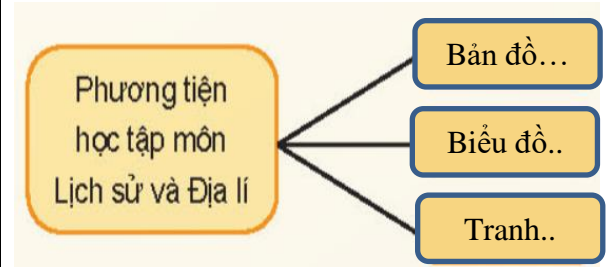 Phương tiện
học tập môn
Lịch sử và Địa lí
Bản đồ…
Biểu đồ..
Tranh..